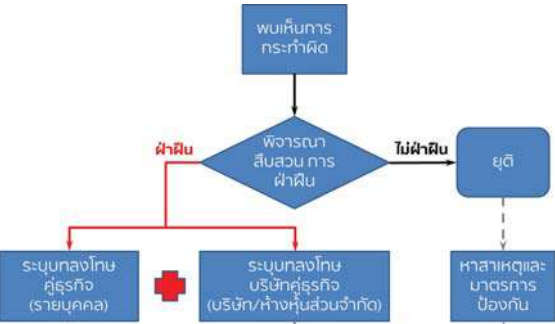 พบเห็นการ
กระทำผิด
พิจารณา
สืบสวน การ
ฝ่าฝืน
ฝ่าฝืน
ไม่ฝ่าฝืน
ยุติ
ระบุบทลงโทษ
คู่ธุรกิจ
(รายบุคคล)
ระบุบทลงโทษ
บริษัทคู่ธุรกิจ
(บริษัท/ห้างหุ้นส่วนจำกัด)
หาสาเหตุและ
มาตรการ
ป้องกัน